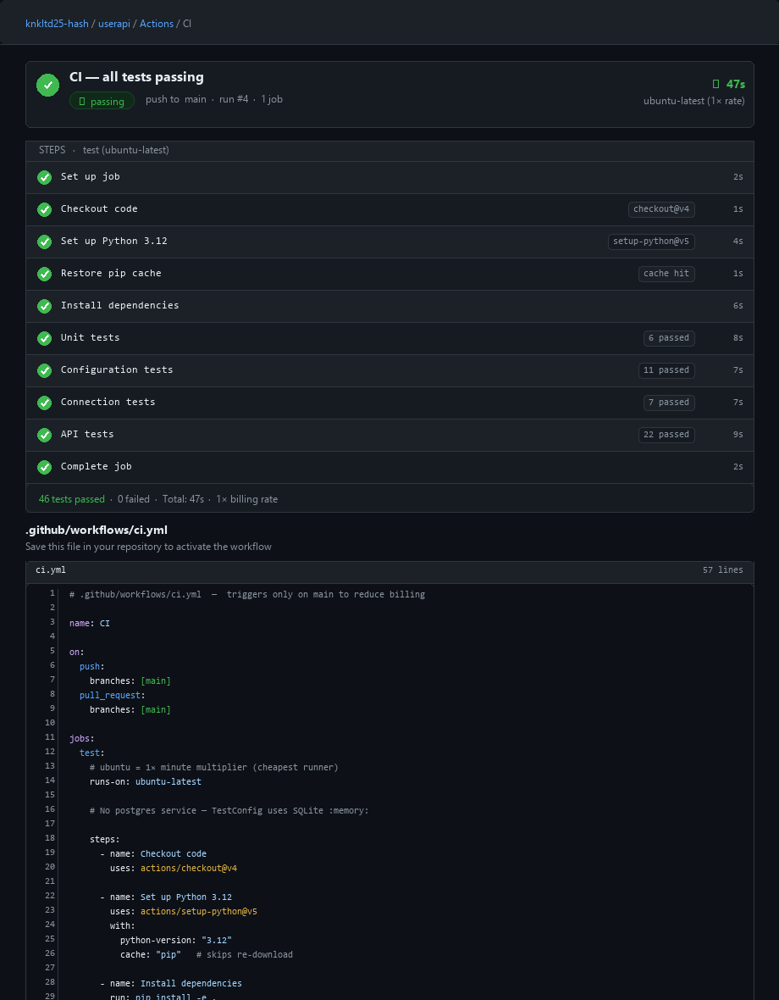 knkltd25-hash / userapi / Actions / CI
CI — all tests passing
passing
push to main · run #4 · 1 job
47s
ubuntu-latest (1× rate)
STEPS · test (ubuntu-latest)
Set up job 2s
Checkout code checkout@v4 1s
Set up Python 3.12 setup-python@v5 4s
Restore pip cache cache hit 1s
Install dependencies 6s
Unit tests 6 passed 8s
Configuration tests 11 passed 7s
Connection tests 7 passed 7s
API tests 22 passed 9s
Complete job 2s
46 tests passed · 0 failed · Total: 47s · 1× billing rate
.github/workflows/ci.yml
Save this file in your repository to activate the workflow
ci.yml 57 lines
1 # .github/workflows/ci.yml — triggers only on main to reduce billing
2
3 name: CI
4
5 on:
6 push:
7 branches: [main]
8 pull_request:
9 branches: [main]
10
11 jobs:
12 test:
13 # ubuntu = 1× minute multiplier (cheapest runner)
14 runs-on: ubuntu-latest
15
16 # No postgres service — TestConfig uses SQLite :memory:
17
18 steps:
19 - name: Checkout code
20 uses: actions/checkout@v4
21
22 - name: Set up Python 3.12
23 uses: actions/setup-python@v5
24 with:
25 python-version: "3.12"
26 cache: "pip" # skips re-download
27
28 - name: Install dependencies
29 run: pip install -e .